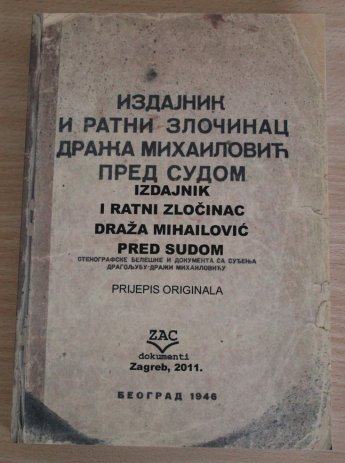 ИЗДАЈНИК
И РАТНИ ЗЛОЧИНАЦ
ДРАЖА МИХАИЛОВИЋ
ПРЕД СУДОМ
IZDAJNIK
I RATNI ZLOČINAC
DRAŽA MIHAILOVIĆ
PRED SUDOM
СТЕНОГРАФСКЕ БЕЛЕШКЕ И ДОКУМЕНТА СА СУЂЕЊА
ДРАГОЉУБУ-ДРАЖИ МИХАИЛОВИЋУ
PRIJEPIS ORIGINALA
ZAC
dokumenti
Zagreb, 2011.
БЕОГРАД 1946